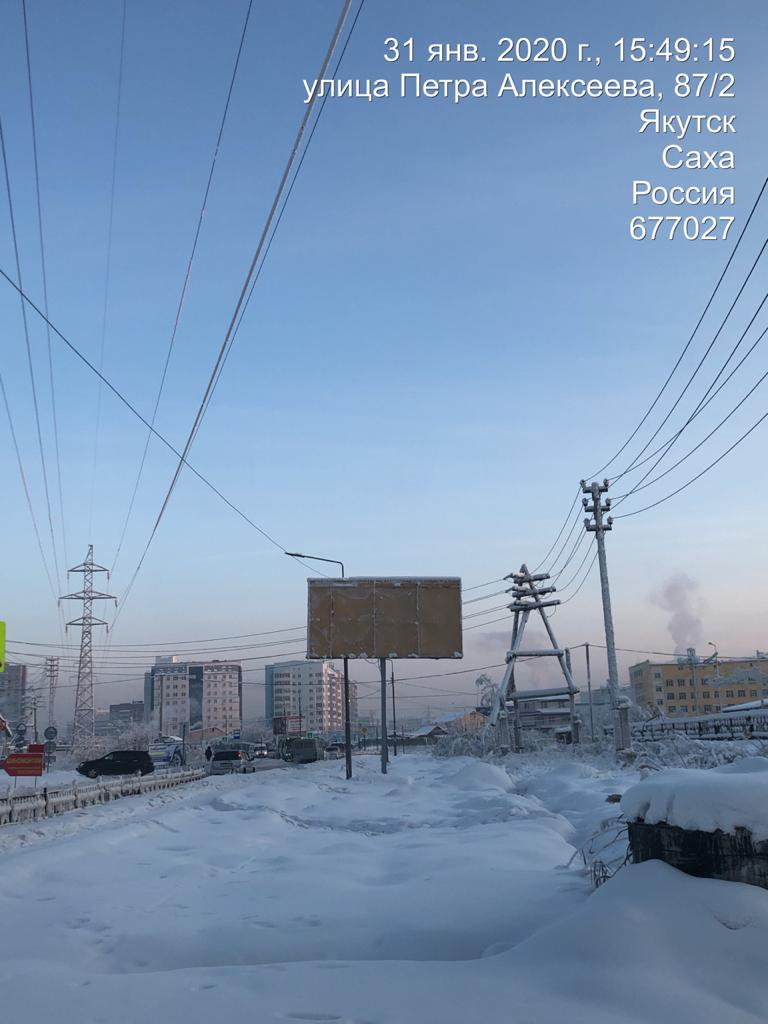 31 янв. 2020 г., 15:49:15
улица Петра Алексеева, 87/2
Якутск
Саха
Россия
677027